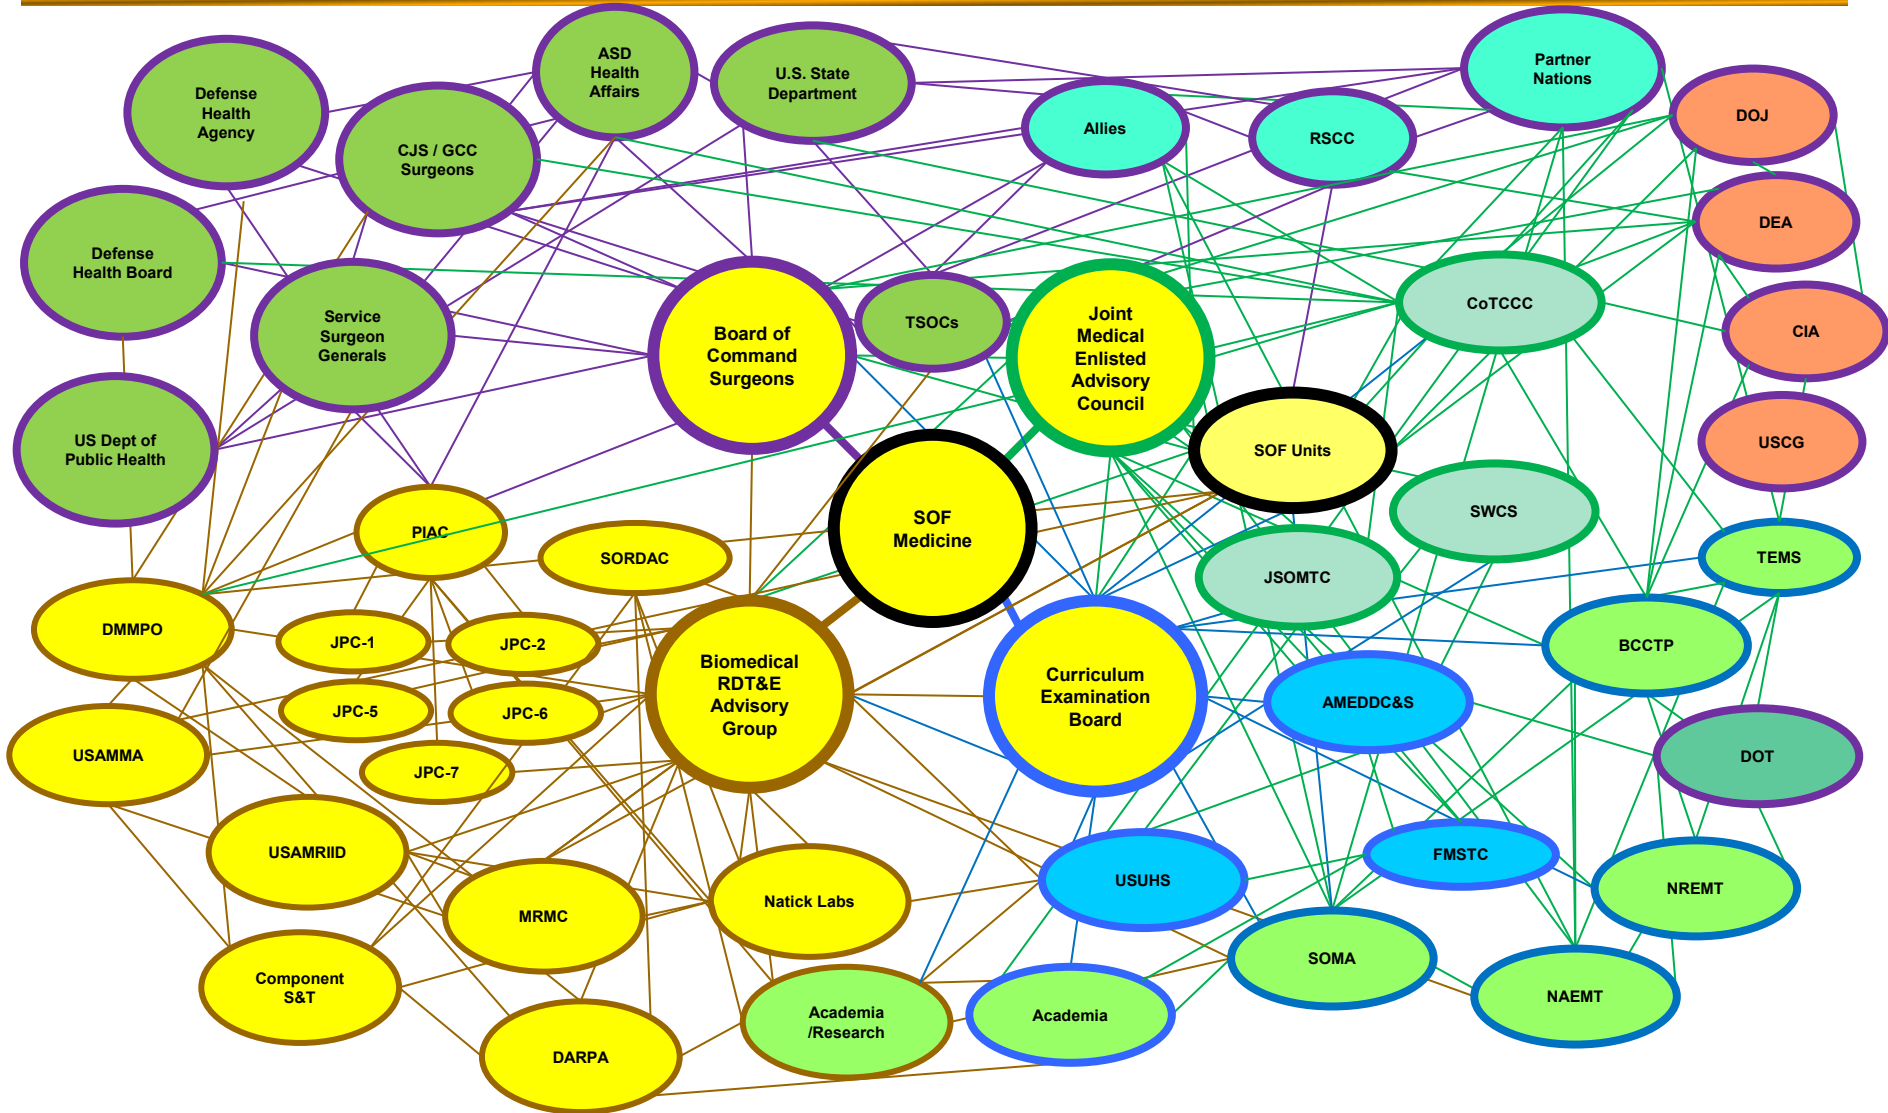 ASD
Health
Affairs
U.S. State
Department
Partner
Nations
Defense
Health
Agency
CJS / GCC
Surgeons
Allies
RSCC
DOJ
DEA
Defense
Health Board
Service
Surgeon
Generals
Board of
Command
Surgeons
TSOCs
Joint
Medical
Enlisted
Advisory
Council
CoTCCC
CIA
US Dept of
Public Health
SOF Units
USCG
PIAC
SORDAC
SOF
Medicine
SWCS
JSOMTC
TEMS
DMMPO
JPC-1
JPC-2
BCCTP
Biomedical
RDT&E
Advisory
Group
Curriculum
Examination
Board
AMEDDC&S
JPC-5
JPC-6
USAMMA
JPC-7
DOT
USAMRIID
MRMC
Natick Labs
USUHS
FMSTC
NREMT
Component
S&T
SOMA
NAEMT
DARPA
Academia
/Research
Academia